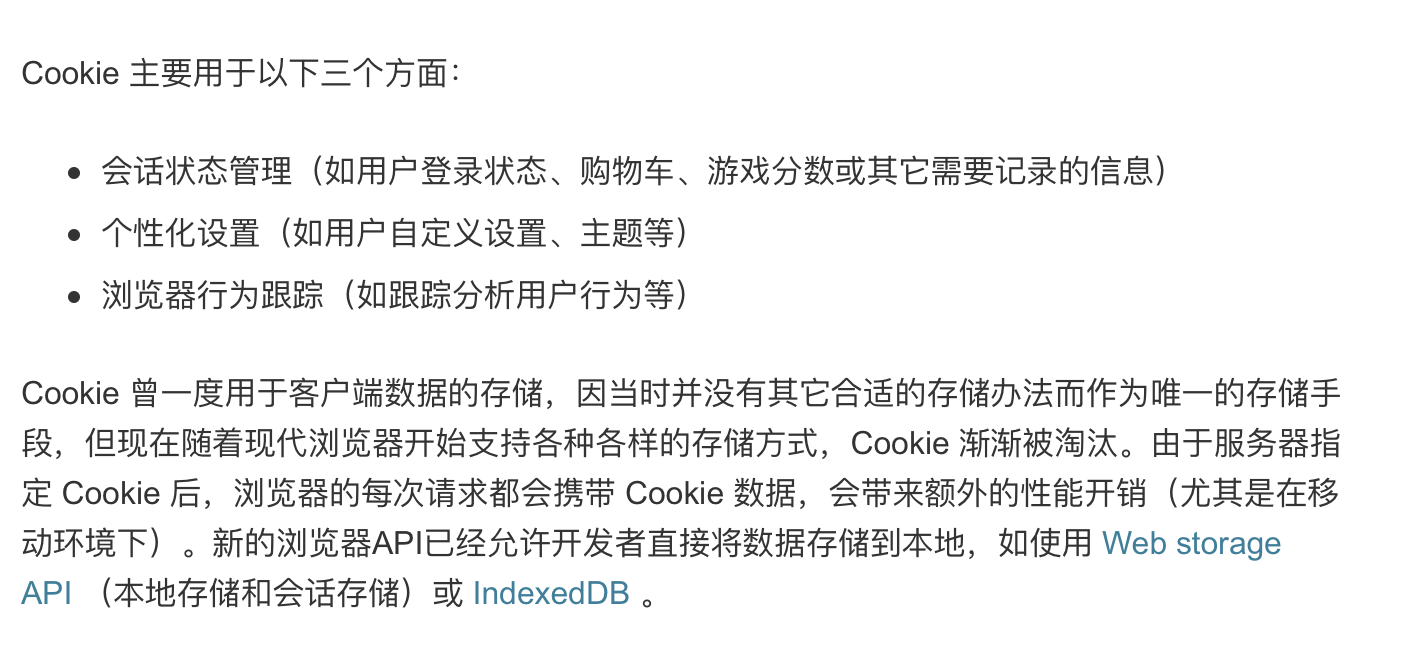 Cookie 主要用于以下三个方面：
会话状态管理（如用户登录状态、购物车、游戏分数或其它需要记录的信息）
个性化设置（如用户自定义设置、主题等）
浏览器行为跟踪（如跟踪分析用户行为等）
Cookie 曾一度用于客户端数据的存储，因当时并没有其它合适的存储办法而作为唯一的存储手
段，但现在随着现代浏览器开始支持各种各样的存储方式，Cookie 渐渐被淘汰。由于服务器指
定 Cookie 后，浏览器的每次请求都会携带 Cookie 数据，会带来额外的性能开销（尤其是在移
动环境下）。新的浏览器API已经允许开发者直接将数据存储到本地，如使用 Web storage
API （本地存储和会话存储）或 IndexedDB 。